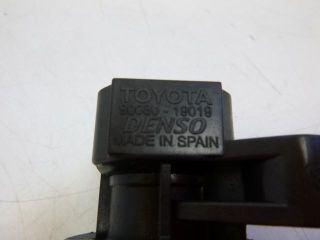 TOYOTA
90080 - 19019
DENSO
MADE IN SPAIN